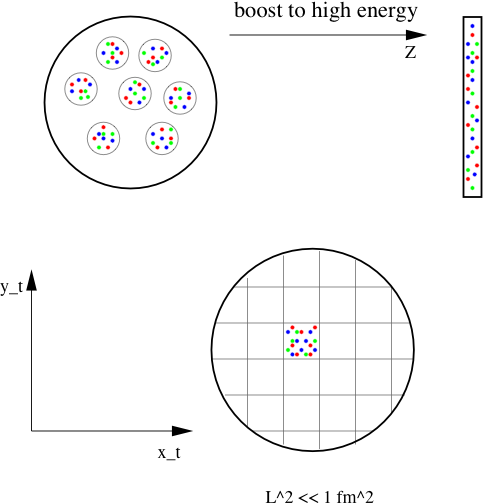 boost to high energy
Z
y_t
x_t
L^2 << 1 fm^2